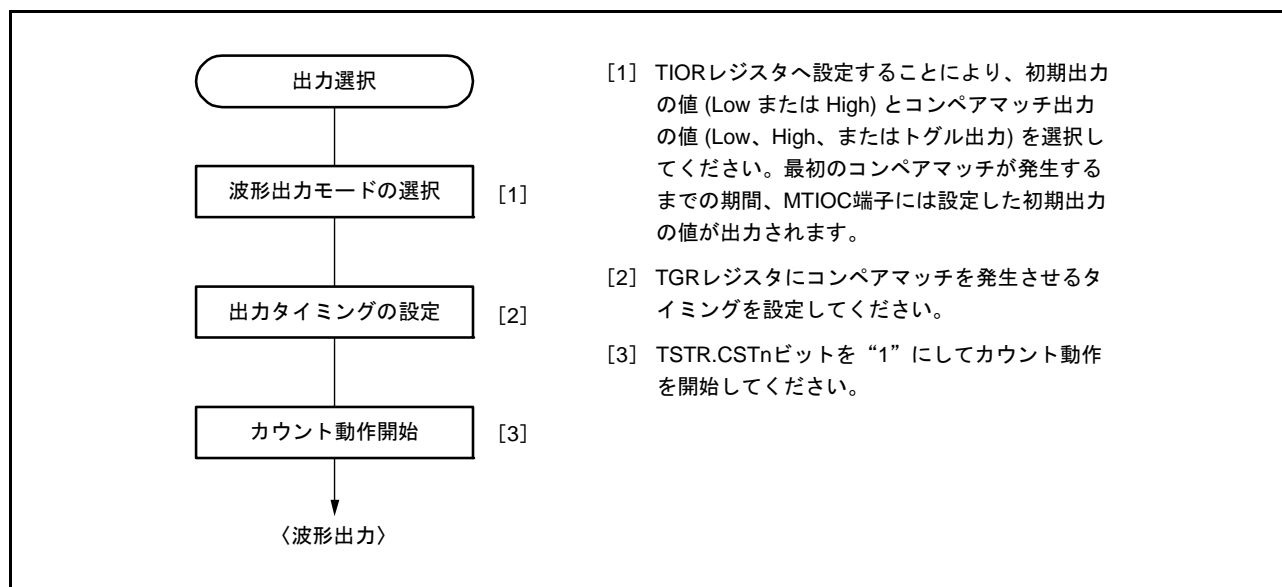 出力選択
波形出力モードの選択 [1]
出力タイミングの設定 [2]
カウント動作開始 [3]
〈波形出力〉
[1] TIORレジスタへ設定することにより、初期出力
の値 (Low または High) とコンペアマッチ出力
の値 (Low、High、またはトグル出力) を選択し
てください。最初のコンペアマッチが発生する
までの期間、MTIOC端子には設定した初期出力
の値が出力されます。
[2] TGRレジスタにコンペアマッチを発生させるタ
イミングを設定してください。
[3] TSTR.CSTnビットを“1”にしてカウント動作
を開始してください。